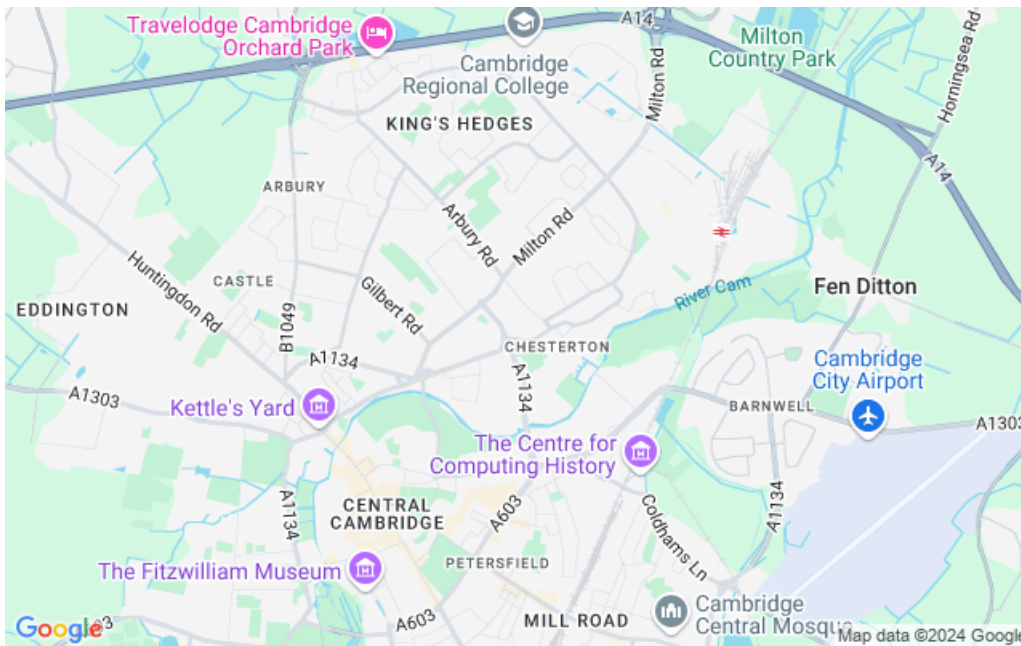 A14
Travelodge Cambridge
Orchard Park
Milton
Country Park
Horningsea Rd
Cambridge
Regional College
Milton Rd
KING'S HEDGES
A14
ARBURY
Arbury Rd
Milton Rd
Huntingdon Rd
CASTLE
Gilbert Rd
River Cam
Fen Ditton
EDDINGTON
B1049
CHESTERTON
A1134
Cambridge
City Airport
A1303
Kettle's Yard
A1134
BARNWELL
A1303
The Centre for
Computing History
A1134
CENTRAL
CAMBRIDGE
A603
Coldhams Ln
A1134
PETERSFIELD
The Fitzwilliam Museum
A603
MILL ROAD
Cambridge
Central Mosque
Google
03
Map data ©2024 Google